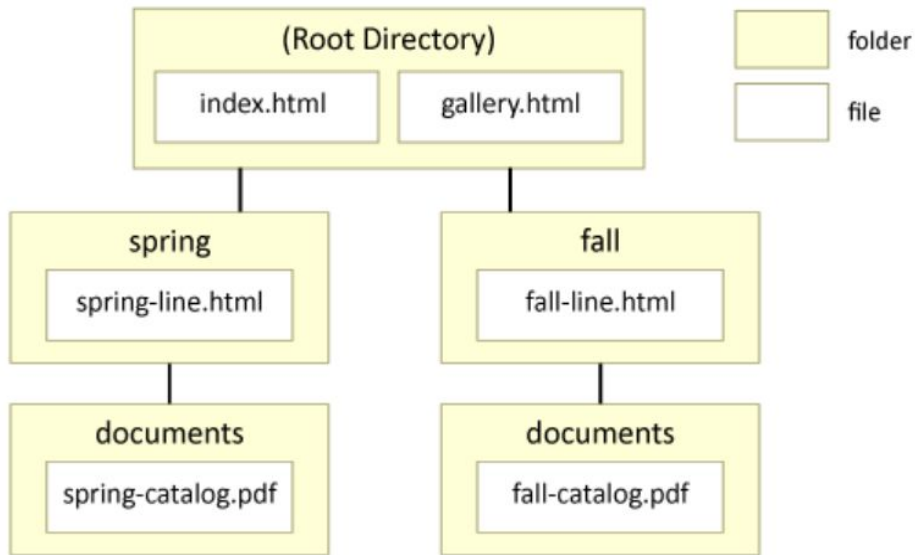 (Root Directory)
folder
index.html
gallery.html
file
spring
fall
spring-line.html
fall-line.html
documents
documents
spring-catalog.pdf
fall-catalog.pdf